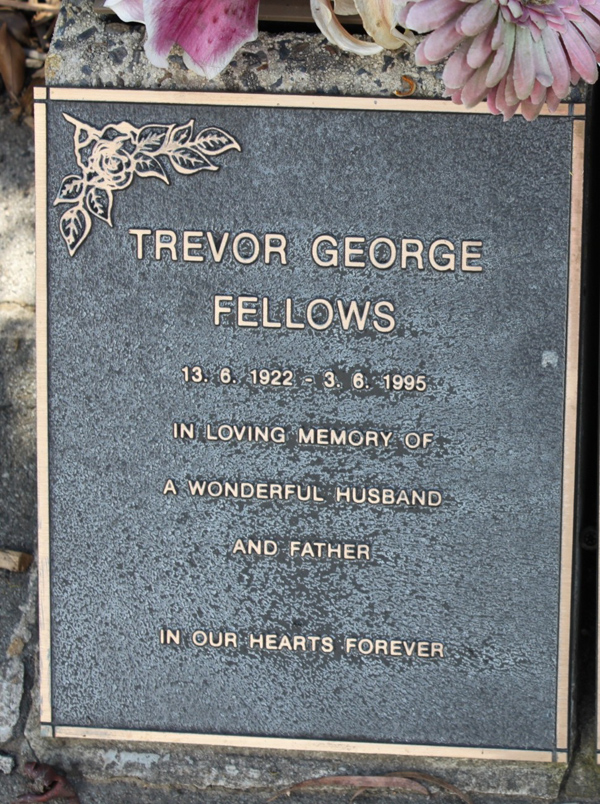 TREVOR GEORGE
FELLOWS
13. 6. 1922 - 3. 6. 1995
IN LOVING MEMORY OF
A WONDERFUL HUSBAND
AND FATHER
IN OUR HEARTS FOREVER